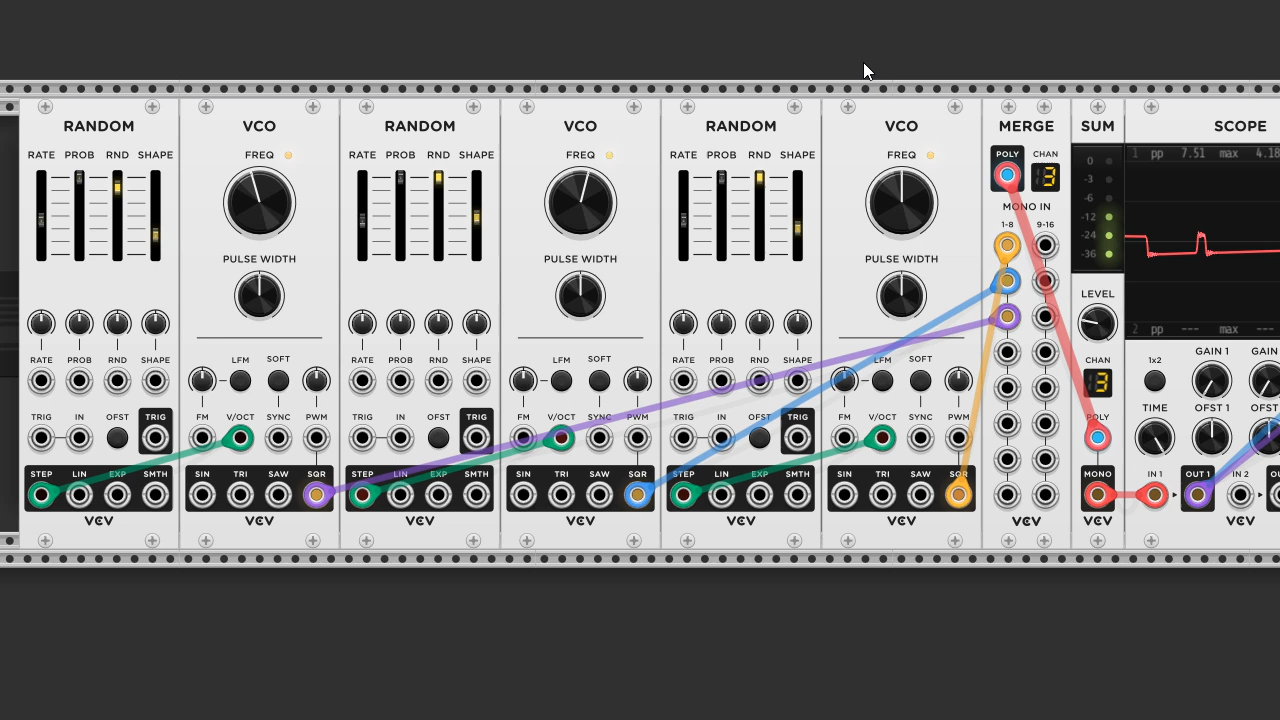 RANDOM VCO RANDOM VCO RANDOM VCO MERGE SUM SCOPE
RATE PROB RND SHAPE FREQ RATE PROB RND SHAPE FREQ RATE PROB RND SHAPE FREQ POLY CHAN 0 1 pp 7.51 max 4.18
3 -3
-6
MONO IN
-12
1-8 9-16
-24
-36
PULSE WIDTH PULSE WIDTH PULSE WIDTH
LEVEL
2 pp --- max ---
RATE PROB RND SHAPE LFM SOFT RATE PROB RND SHAPE LFM SOFT RATE PROB RND SHAPE LFM SOFT CHAN 1x2 GAIN 1
3
TRIG IN OFST TRIG FM V/OCT SYNC PWM TRIG IN OFST TRIG FM V/OCT SYNC PWM TRIG IN OFST TRIG FM V/OCT SYNC PWM POLY TIME OFST 1
STEP LIN EXP SMTH SIN TRI SAW SQR STEP LIN EXP SMTH SIN TRI SAW SQR STEP LIN EXP SMTH SIN TRI SAW SQR MONO IN 1 OUT 1 IN 2
VCV VCV VCV VCV VCV VCV VCV VCV VCV